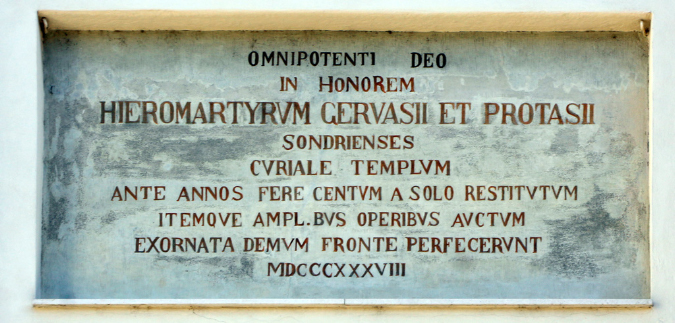 OMNIPOTENTI DEO
IN HONOREM
HIEROMARTYRVM GERVASII ET PROTASII
SONDRIENSES
CVRIALE TEMPLVM
ANTE ANNOS FERE CENTVM A SOLO RESTITVTVM
ITEMQVE AMPL.BVS OPERIBVS AVCTVM
EXORNATA DEMVM FRONTE PERFECERVNT
MDCCCXXXVIII